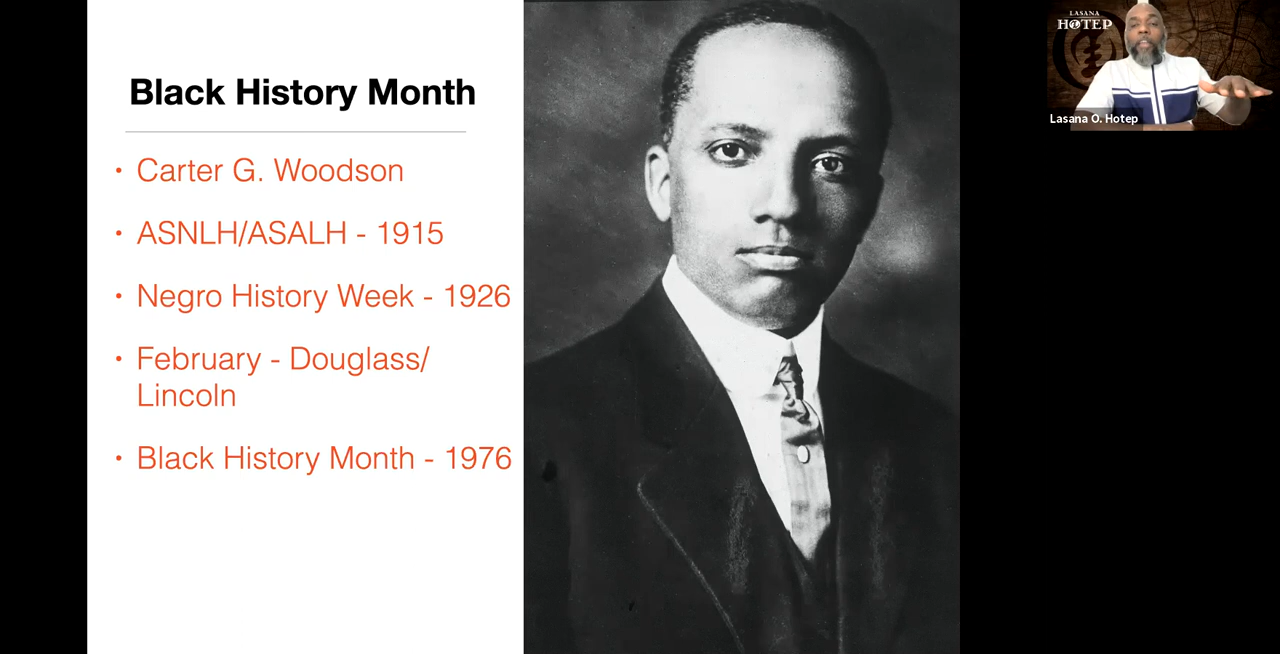 Black History Month
• Carter G. Woodson
• ASNLH/ASALH - 1915
• Negro History Week - 1926
• February - Douglass/
Lincoln
• Black History Month - 1976
LASANA
HOTEP
Lasana O. Hotep